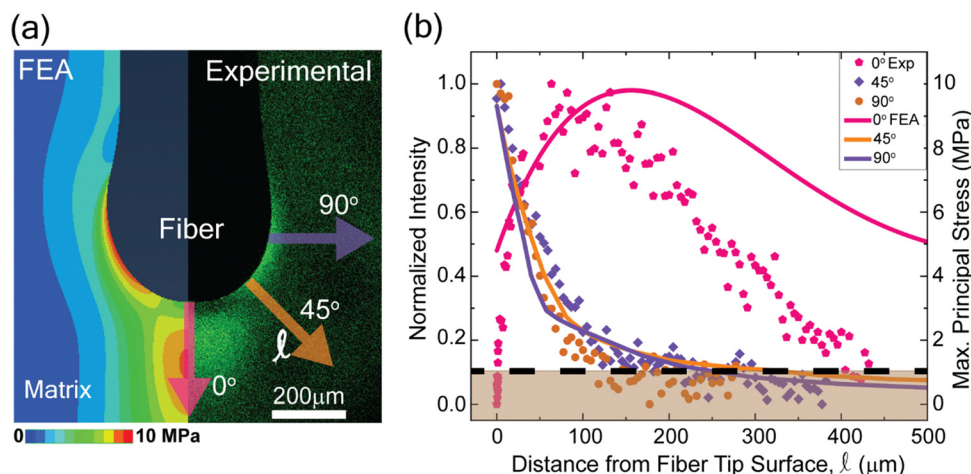 (a)
FEA
Experimental
90°
Fiber
45°
ℓ
0°
Matrix
200μm
0
10 MPa
(b)
Normalized Intensity
1.0
0.8
0.6
0.4
0.2
0.0
0° Exp
45°
90°
0° FEA
45°
90°
10
8
6
4
2
0
Max. Principal Stress (MPa)
0 100 200 300 400 500
Distance from Fiber Tip Surface, ℓ (μm)